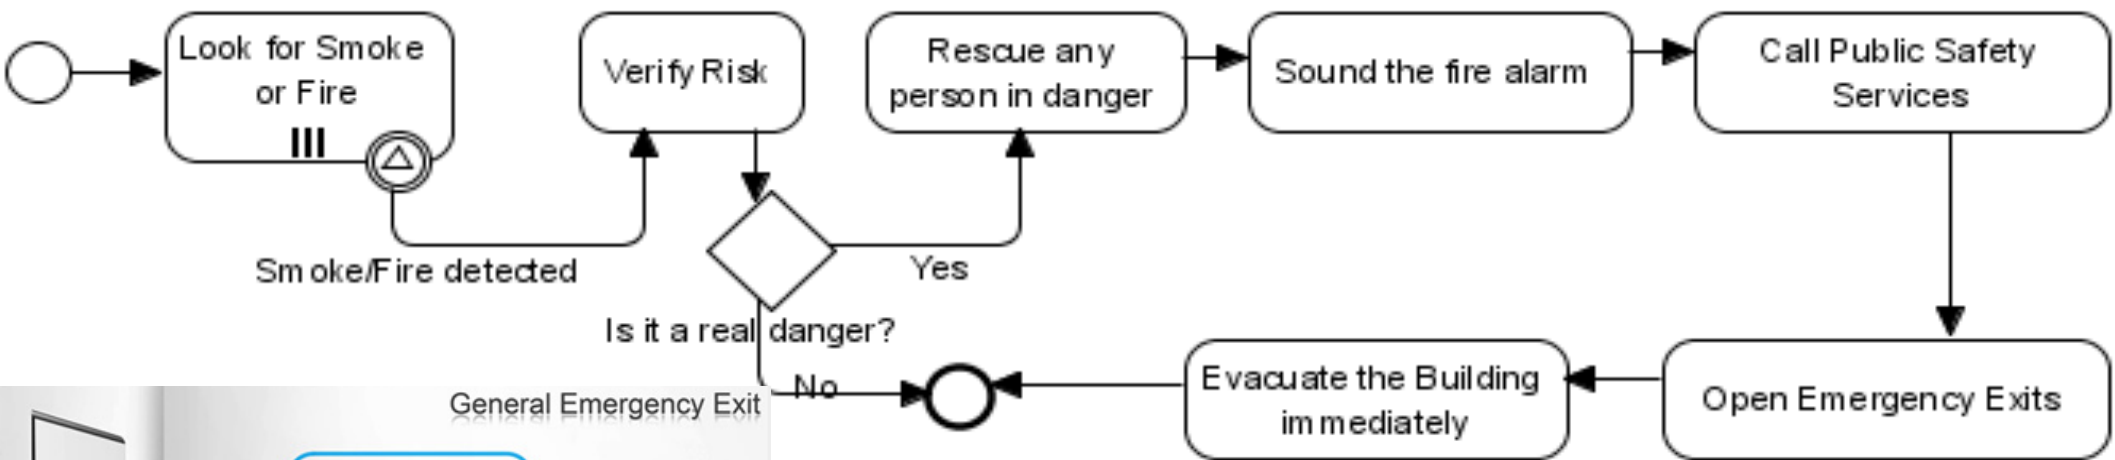 Look for Smoke
or Fire
Verify Risk
Rescue any
person in danger
Sound the fire alarm
Call Public Safety
Services
Smoke/Fire detected
Yes
Is it a real danger?
No
Evacuate the Building
immediately
Open Emergency Exits
General Emergency Exit